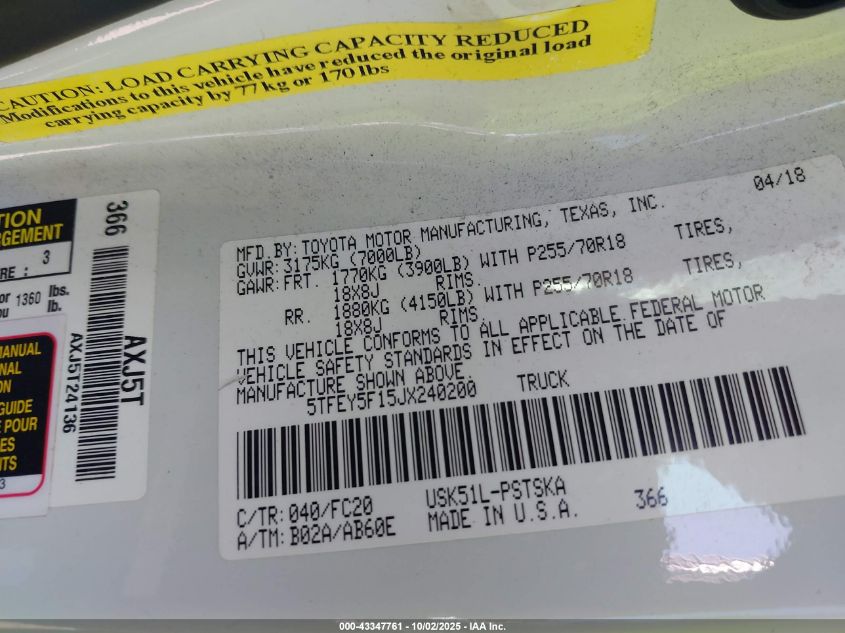 CAUTION: LOAD CARRYING CAPACITY REDUCED
Modifications to this vehicle have reduced the original load
carrying capacity by 77 kg or 170 lbs
366
3
or 1360 lbs.
lb.
MANUAL
GUIDE
POUR
3
AXJ5T
AXJ5T24136
04/18
MFD. BY: TOYOTA MOTOR MANUFACTURING, TEXAS, INC.
GVWR: 3175KG (7000LB)
GAWR: FRT. 1770KG (3900LB) WITH P255/70R18 TIRES,
18X8J RIMS.
RR. 1880KG (4150LB) WITH P255/70R18 TIRES,
18X8J RIMS.
THIS VEHICLE CONFORMS TO ALL APPLICABLE FEDERAL MOTOR
VEHICLE SAFETY STANDARDS IN EFFECT ON THE DATE OF
MANUFACTURE SHOWN ABOVE.
5TFEY5F15JX240200 TRUCK
C/TR: 040/FC20 USK51L-PSTSKA 366
A/TM: B02A/AB60E MADE IN U.S.A.
000-43347761 - 10/02/2025 - IAA Inc.